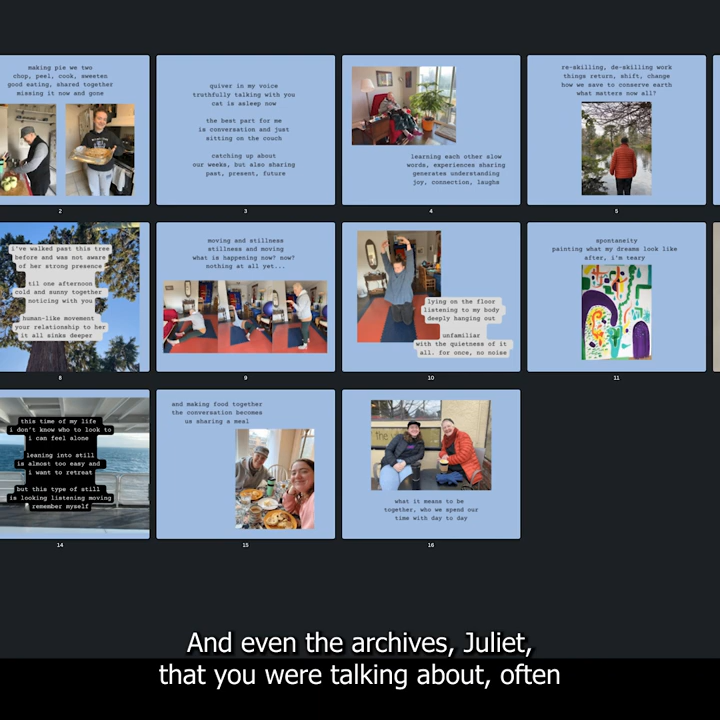 making pie we two
chop, peel, cook, sweeten
good eating, shared together
missing it now and gone
2
quiver in my voice
truthfully talking with you
cat is asleep now
the best part for me
is conversation and just
sitting on the couch
catching up about
our weeks, but also sharing
past, present, future
3
learning each other slow
words, experiences sharing
generates understanding
joy, connection, laughs
4
re-skilling, de-skilling work
things return, shift, change
how we save to conserve earth
what matters now all?
5
i've walked past this tree
before and was not aware
of her strong presence
til one afternoon
cold and sunny together
noticing with you
human-like movement
your relationship to her
it all sinks deeper
8
moving and stillness
stillness and moving
what is happening now? now?
nothing at all yet...
9
lying on the floor
listening to my body
deeply hanging out
unfamiliar
with the quietness of it
all. for once, no noise
10
spontaneity
painting what my dreams look like
after, i'm teary
11
this time of my life
i don't know who to look to
i can feel alone
leaning into still
is almost too easy and
i want to retreat
but this type of still
is looking listening moving
remember myself
14
and making food together
the conversation becomes
us sharing a meal
15
what it means to be
together, who we spend our
time with day to day
16
And even the archives, Juliet,
that you were talking about, often